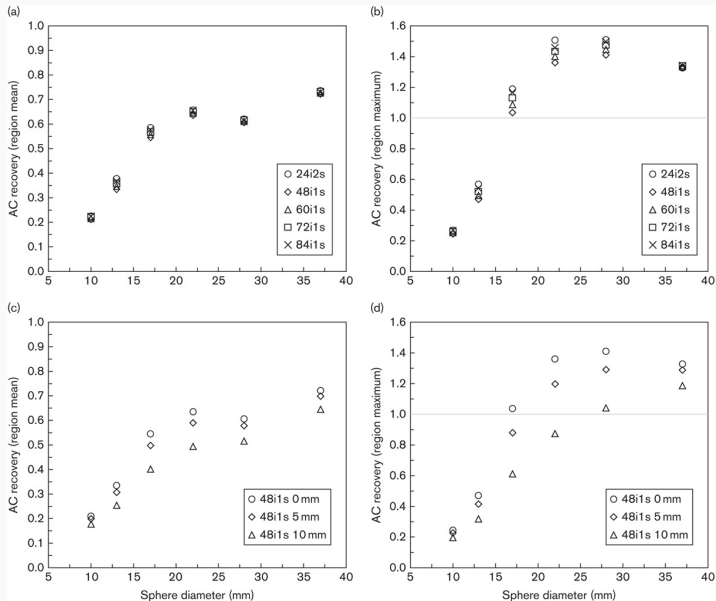 (a)
AC recovery (region mean)
1.0
0.9
0.8
0.7
0.6
0.5
0.4
0.3
0.2
0.1
0.0
5 10 15 20 25 30 35 40
24i2s
48i1s
60i1s
72i1s
84i1s
(b)
AC recovery (region maximum)
1.6
1.4
1.2
1.0
0.8
0.6
0.4
0.2
0.0
5 10 15 20 25 30 35 40
24i2s
48i1s
60i1s
72i1s
84i1s
(c)
AC recovery (region mean)
1.0
0.9
0.8
0.7
0.6
0.5
0.4
0.3
0.2
0.1
0.0
5 10 15 20 25 30 35 40
48i1s 0 mm
48i1s 5 mm
48i1s 10 mm
Sphere diameter (mm)
(d)
AC recovery (region maximum)
1.6
1.4
1.2
1.0
0.8
0.6
0.4
0.2
0.0
5 10 15 20 25 30 35 40
48i1s 0 mm
48i1s 5 mm
48i1s 10 mm
Sphere diameter (mm)